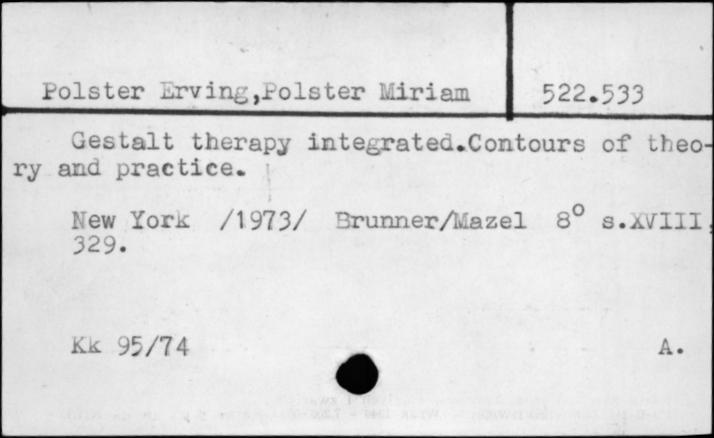 Polster Erving,Polster Miriam 522.533
Gestalt therapy integrated.Contours of theo-
ry and practice.
New York /1973/ Brunner/Mazel 8° s.XVIII,
329.
Kk 95/74 A.